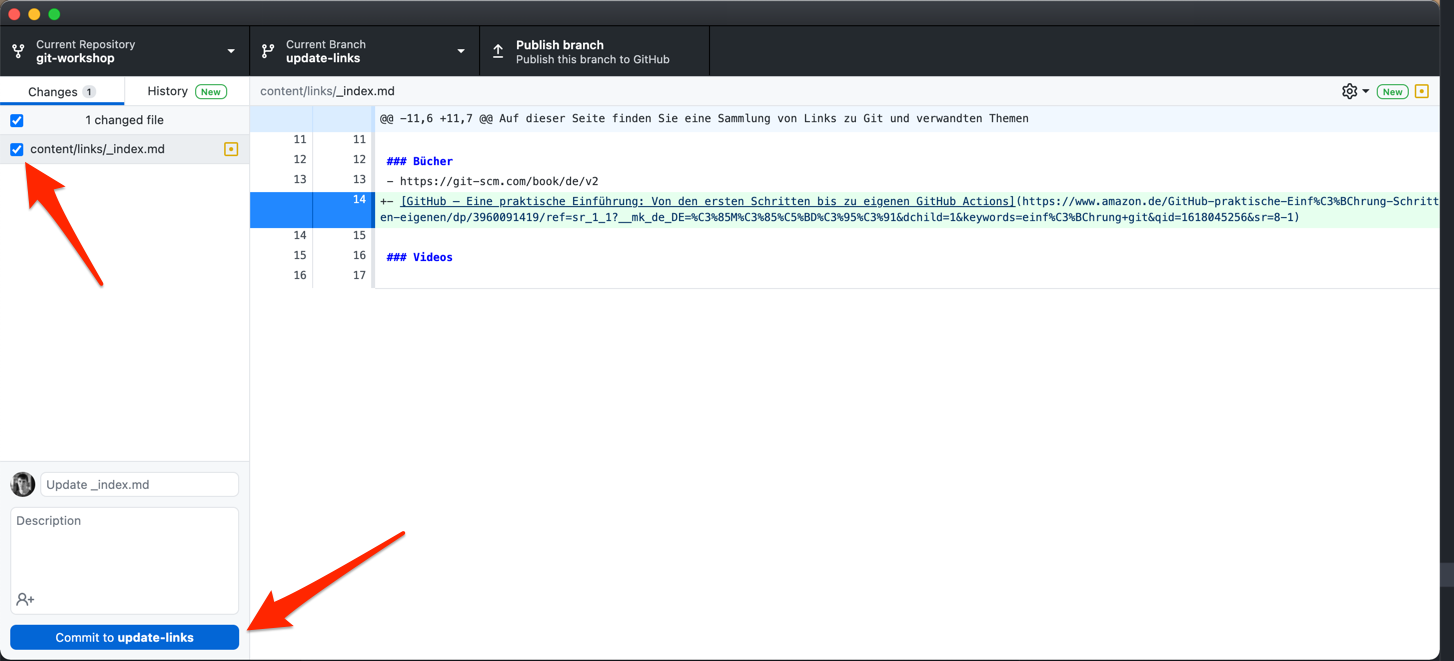 Current Repository
git-workshop
Current Branch
update-links
Publish branch
Publish this branch to GitHub
Changes 1
History New
content/links/_index.md
New
1 changed file
content/links/_index.md
@@ -11,6 +11,7 @@ Auf dieser Seite finden Sie eine Sammlung von Links zu Git und verwandten Themen
11 11
12 12 ### Bücher
13 13 - https://git-scm.com/book/de/v2
14 +- [GitHub – Eine praktische Einführung: Von den ersten Schritten bis zu eigenen GitHub Actions](https://www.amazon.de/GitHub-praktische-Einf%C3%BChrung-Schritt
en-eigenen/dp/3960091419/ref=sr_1_1?__mk_de_DE=%C3%85M%C3%85%C5%BD%C3%95%C3%91&dchild=1&keywords=einf%C3%BChrung+git&qid=1618045256&sr=8-1)
14 15
15 16 ### Videos
16 17
Update _index.md
Description
Commit to update-links